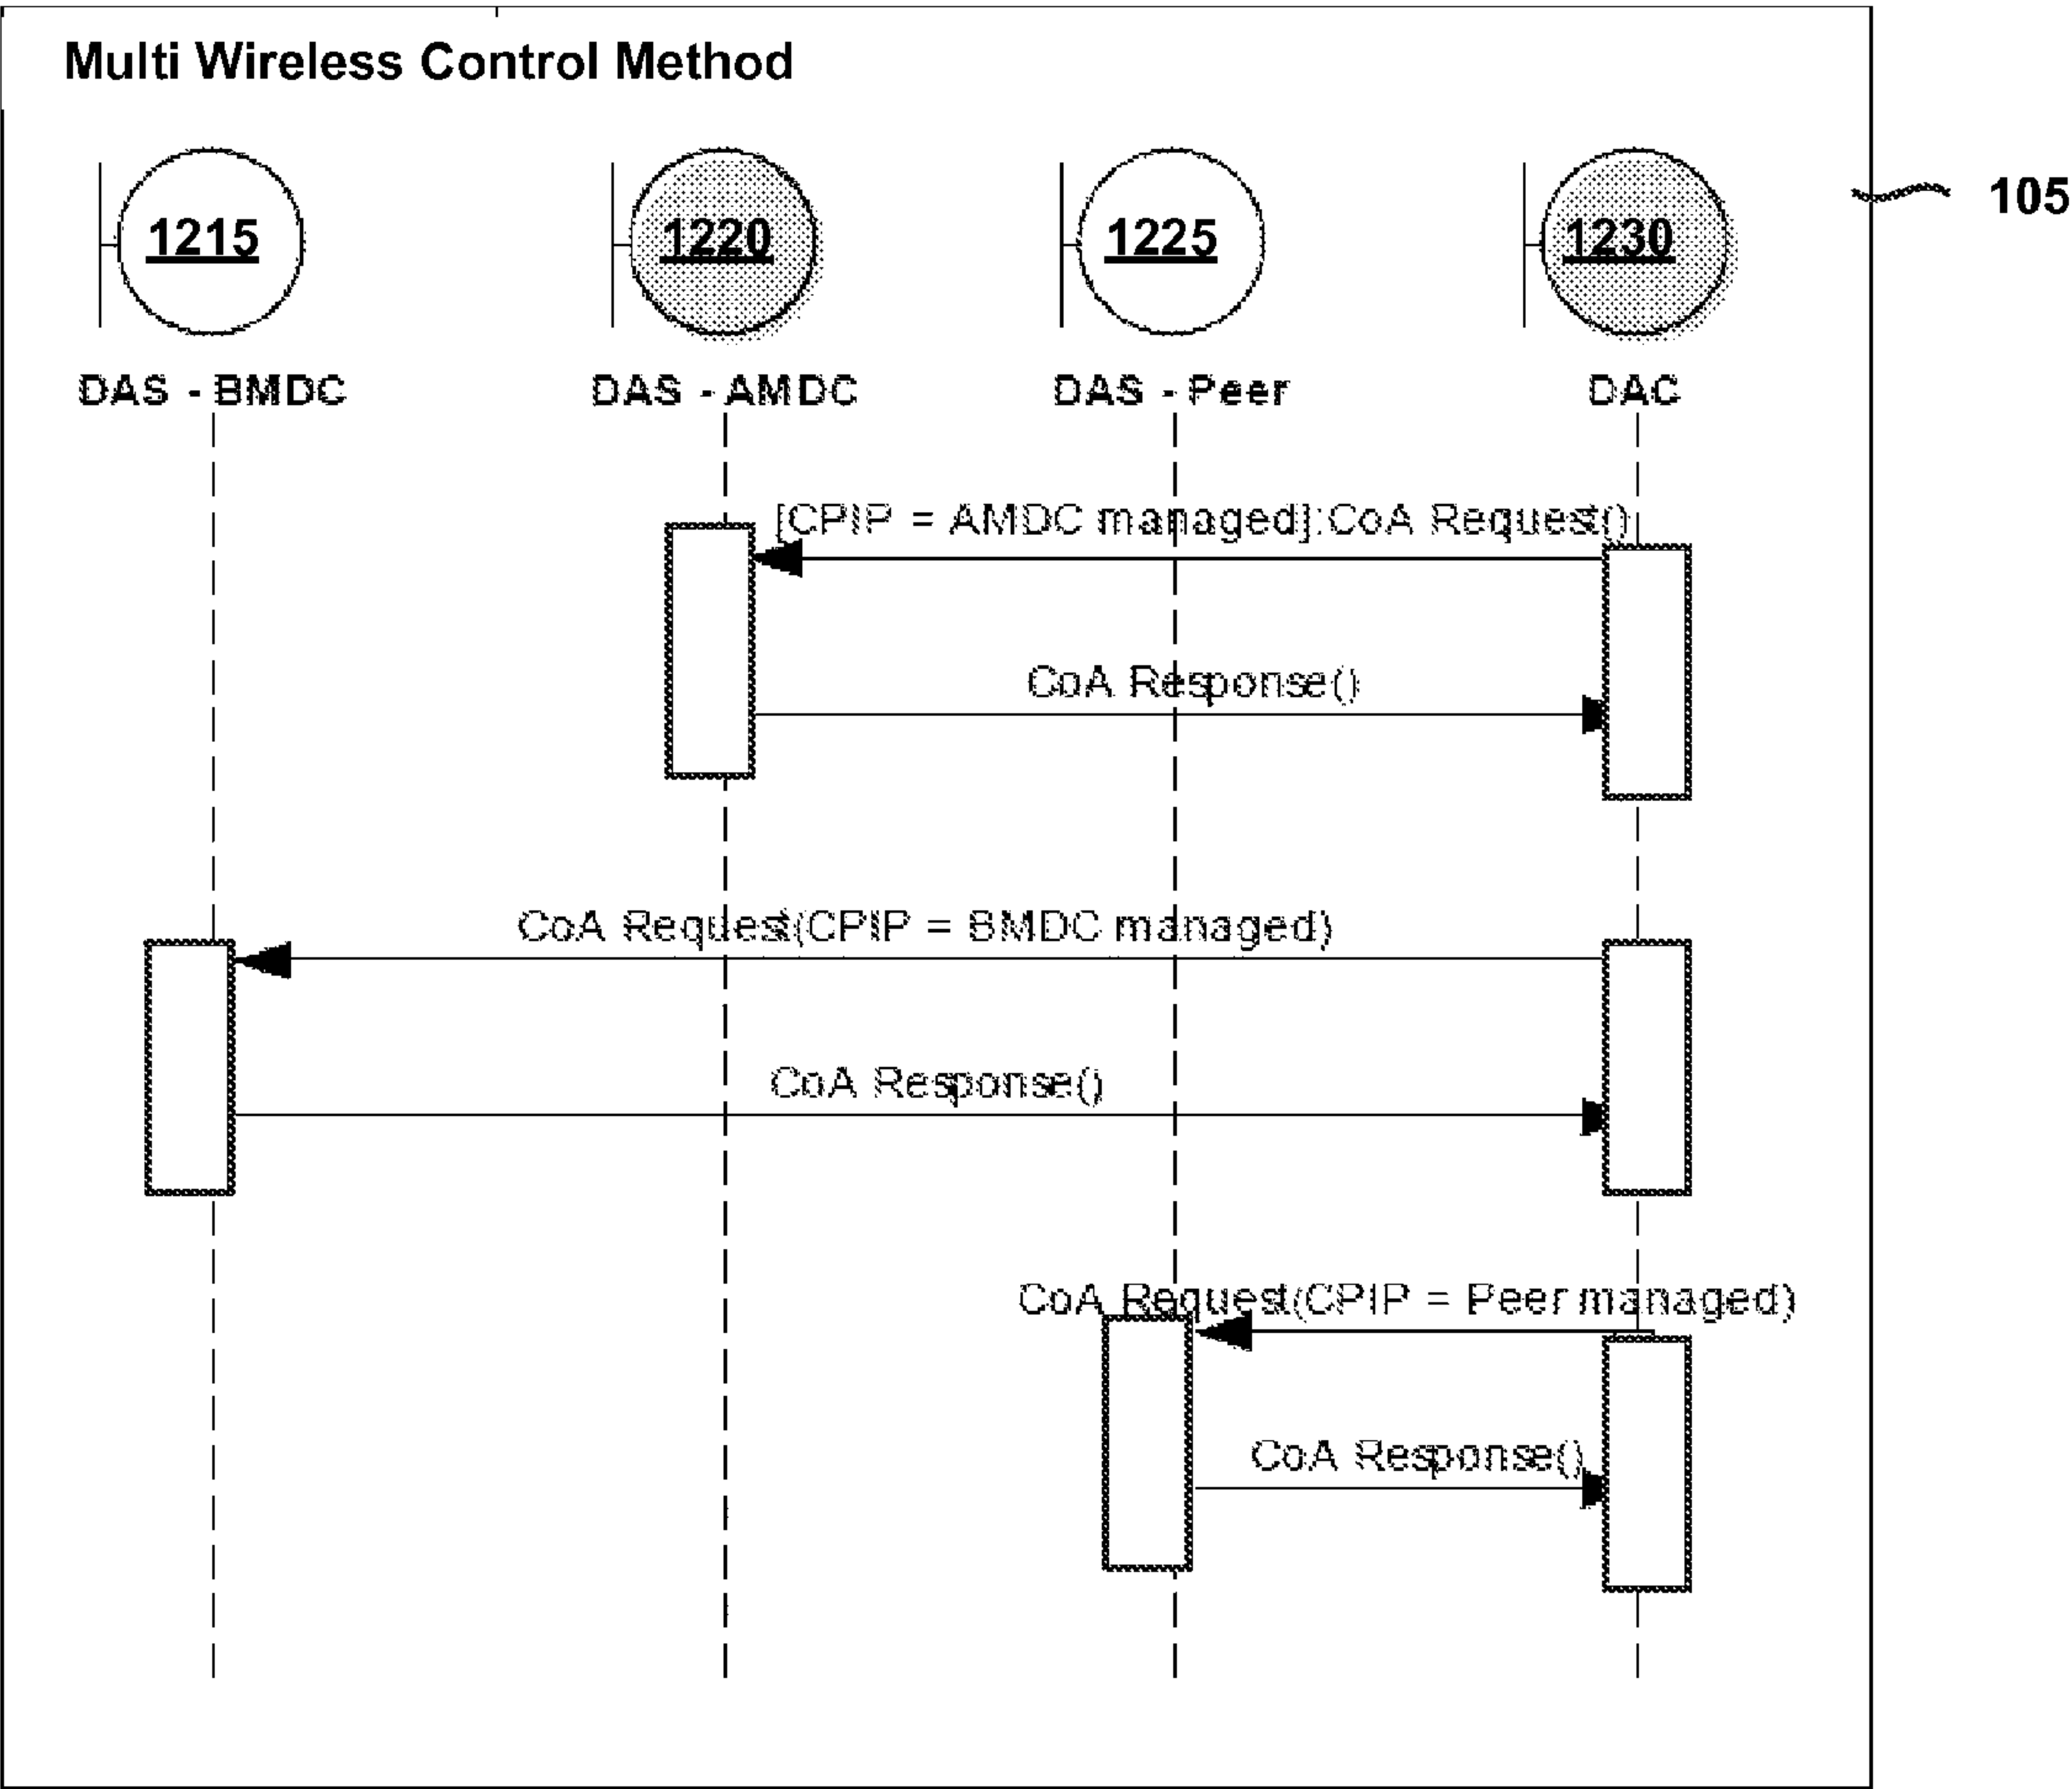 Multi Wireless Control Method
105
1215 1220 1225 1230
DAS - BMDC DAS - AMDC DAS - Peer DAC
[CPIP = AMDC managed]:CoA Request()
CoA Response()
CoA Request(CPIP = BMDC managed)
CoA Response()
CoA Request(CPIP = Peer managed)
CoA Response()